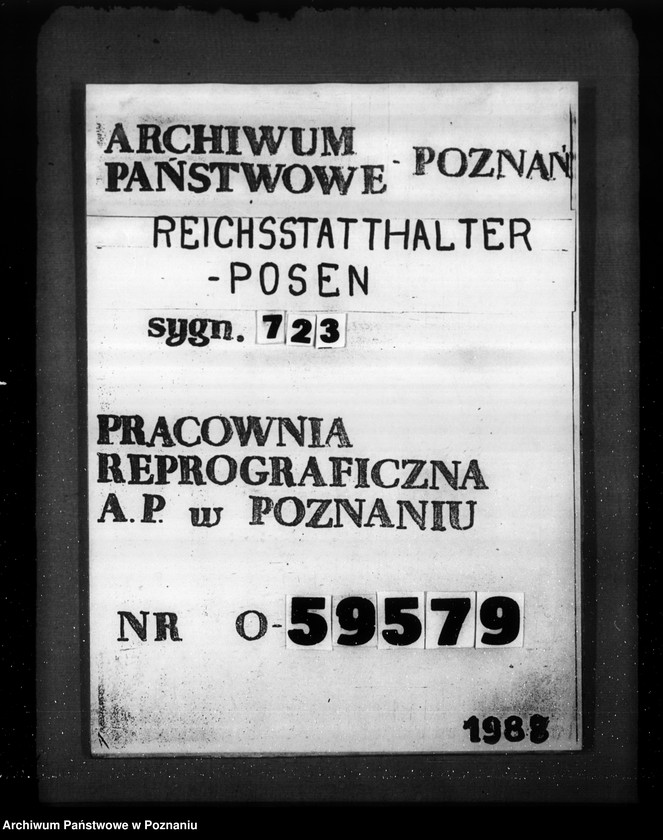 ARCHIWUM
PAŃSTWOWE - POZNAŃ
REICHSSTATTHALTER
-POSEN
sygn. 723
PRACOWNIA
REPROGRAFICZNA
A.P. w POZNANIU
NR O-59579
1988
Archiwum Państwowe w Poznaniu